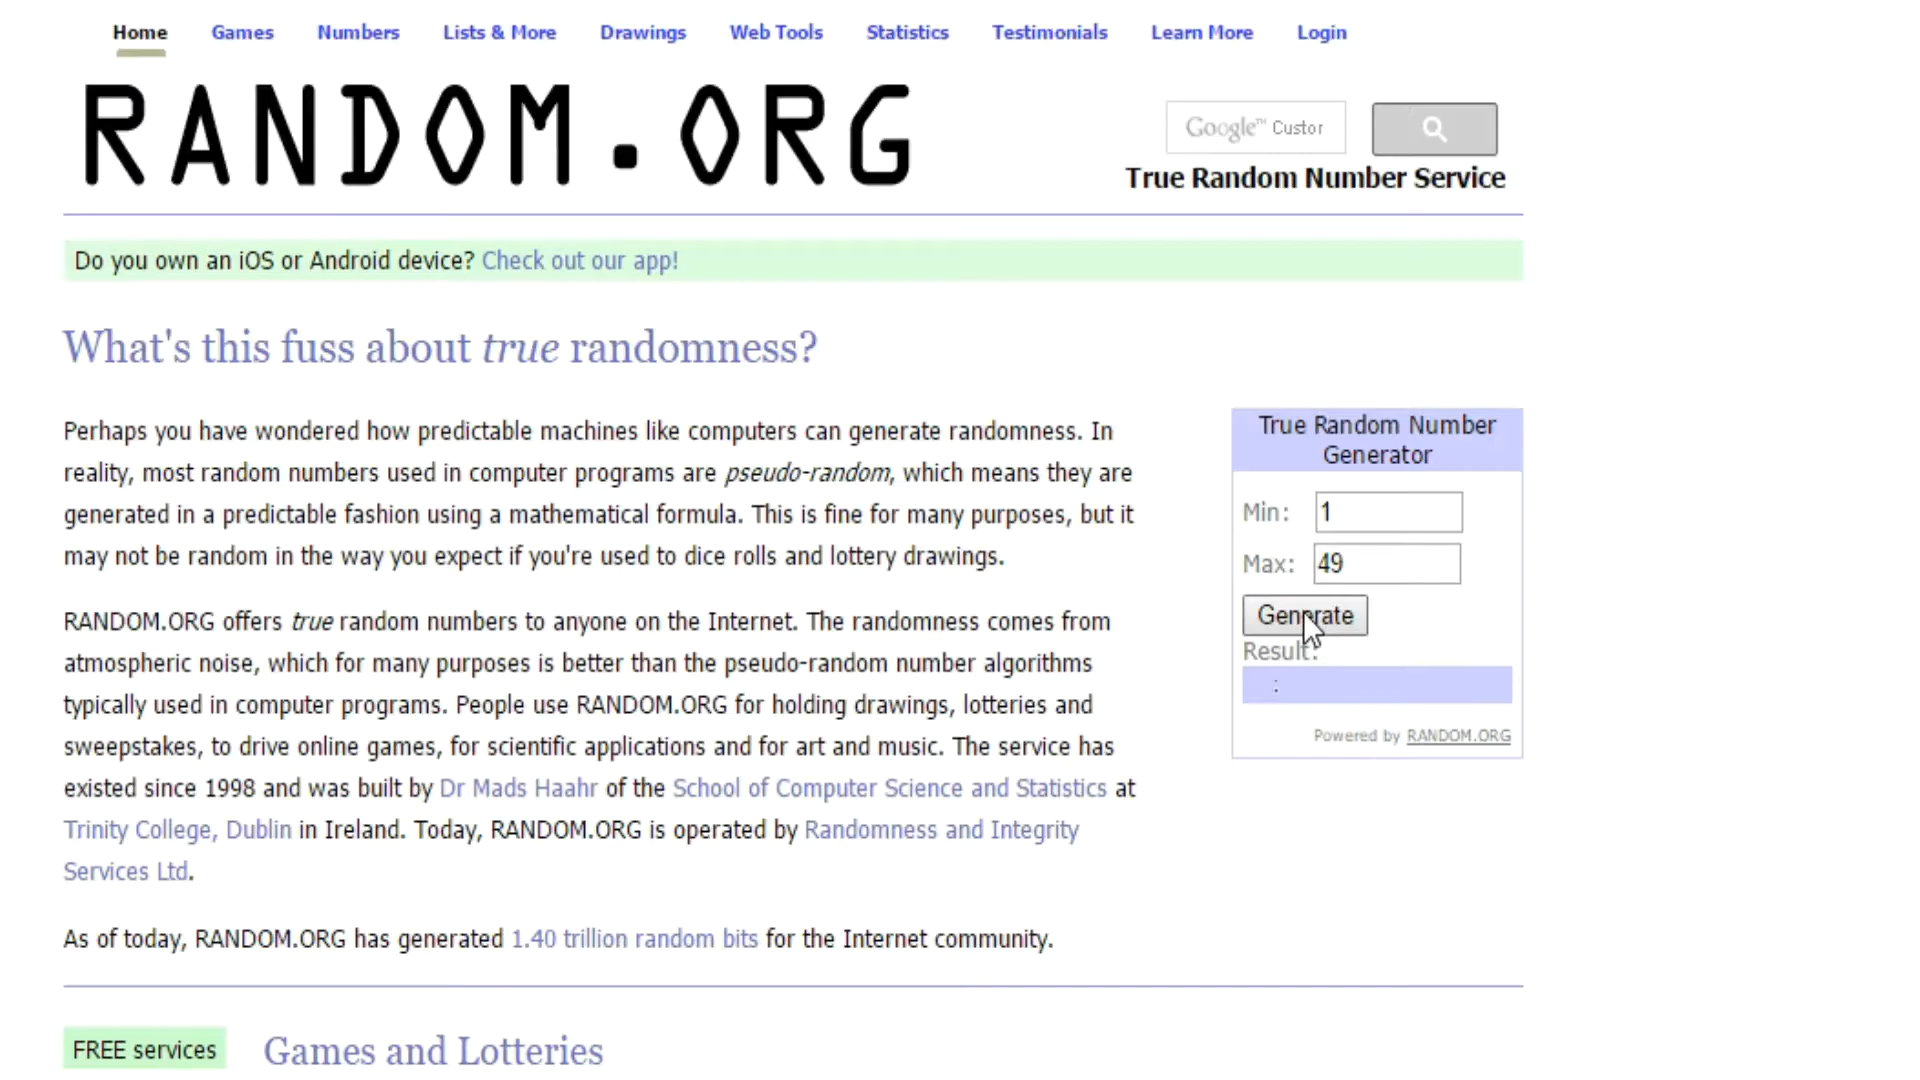 Home Games Numbers Lists & More Drawings Web Tools Statistics Testimonials Learn More Login
RANDOM.ORG
Google™ Custor
True Random Number Service
Do you own an iOS or Android device? Check out our app!
What's this fuss about true randomness?
Perhaps you have wondered how predictable machines like computers can generate randomness. In
reality, most random numbers used in computer programs are pseudo-random, which means they are
generated in a predictable fashion using a mathematical formula. This is fine for many purposes, but it
may not be random in the way you expect if you're used to dice rolls and lottery drawings.
RANDOM.ORG offers true random numbers to anyone on the Internet. The randomness comes from
atmospheric noise, which for many purposes is better than the pseudo-random number algorithms
typically used in computer programs. People use RANDOM.ORG for holding drawings, lotteries and
sweepstakes, to drive online games, for scientific applications and for art and music. The service has
existed since 1998 and was built by Dr Mads Haahr of the School of Computer Science and Statistics at
Trinity College, Dublin in Ireland. Today, RANDOM.ORG is operated by Randomness and Integrity
Services Ltd.
As of today, RANDOM.ORG has generated 1.40 trillion random bits for the Internet community.
True Random Number
Generator
Min: 1
Max: 49
Generate
Result:
:
Powered by RANDOM.ORG
FREE services Games and Lotteries